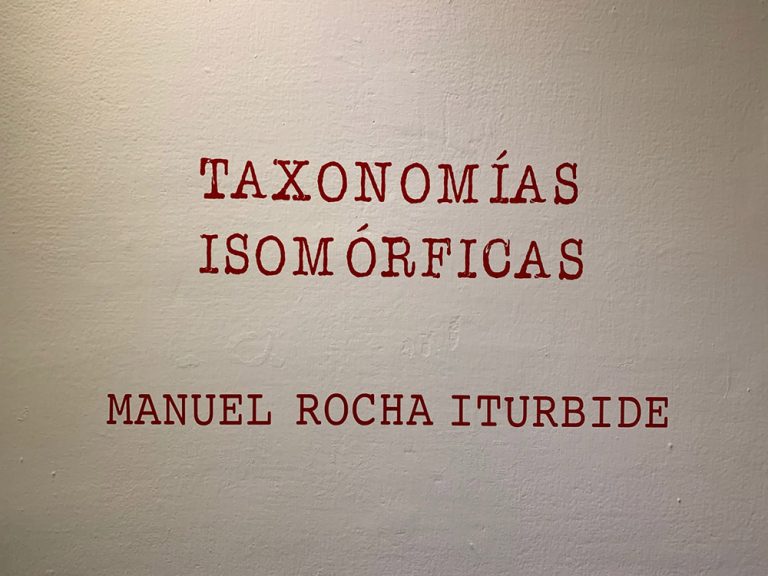 TAXONOMÍAS
ISOMÓRFICAS
MANUEL ROCHA ITURBIDE